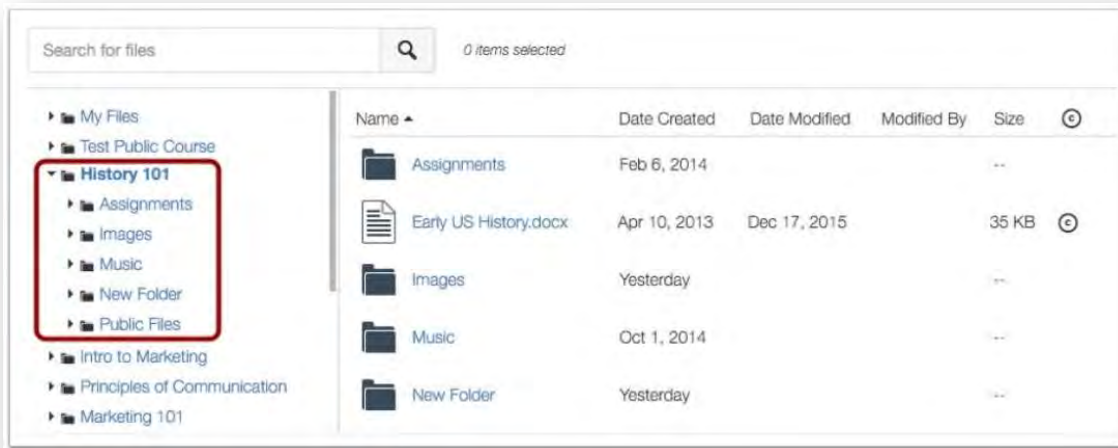 Search for files
0 items selected
My Files
Test Public Course
History 101
Assignments
Images
Music
New Folder
Public Files
Intro to Marketing
Principles of Communication
Marketing 101
Name Date Created Date Modified Modified By Size ©
Assignments Feb 6, 2014 --
Early US History.docx Apr 10, 2013 Dec 17, 2015 35 KB ©
Images Yesterday --
Music Oct 1, 2014 --
New Folder Yesterday --